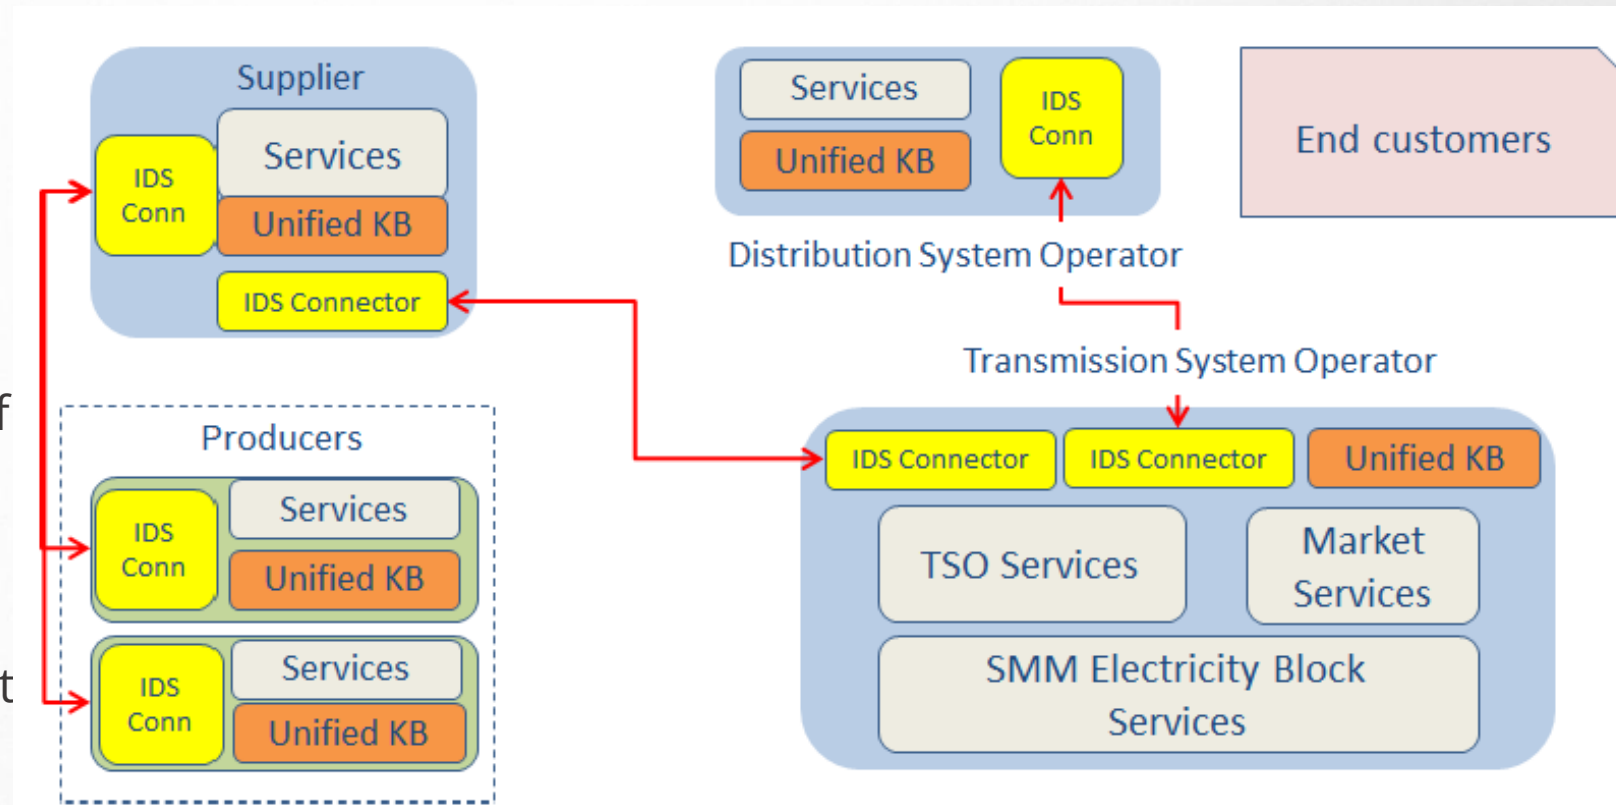 Supplier
IDS
Conn
Services
Unified KB
IDS Connector
Services
Unified KB
IDS
Conn
Distribution System Operator
End customers
Transmission System Operator
f
Producers
IDS
Conn
Services
Unified KB
t
IDS
Conn
Services
Unified KB
IDS Connector
IDS Connector
Unified KB
TSO Services
Market
Services
SMM Electricity Block
Services